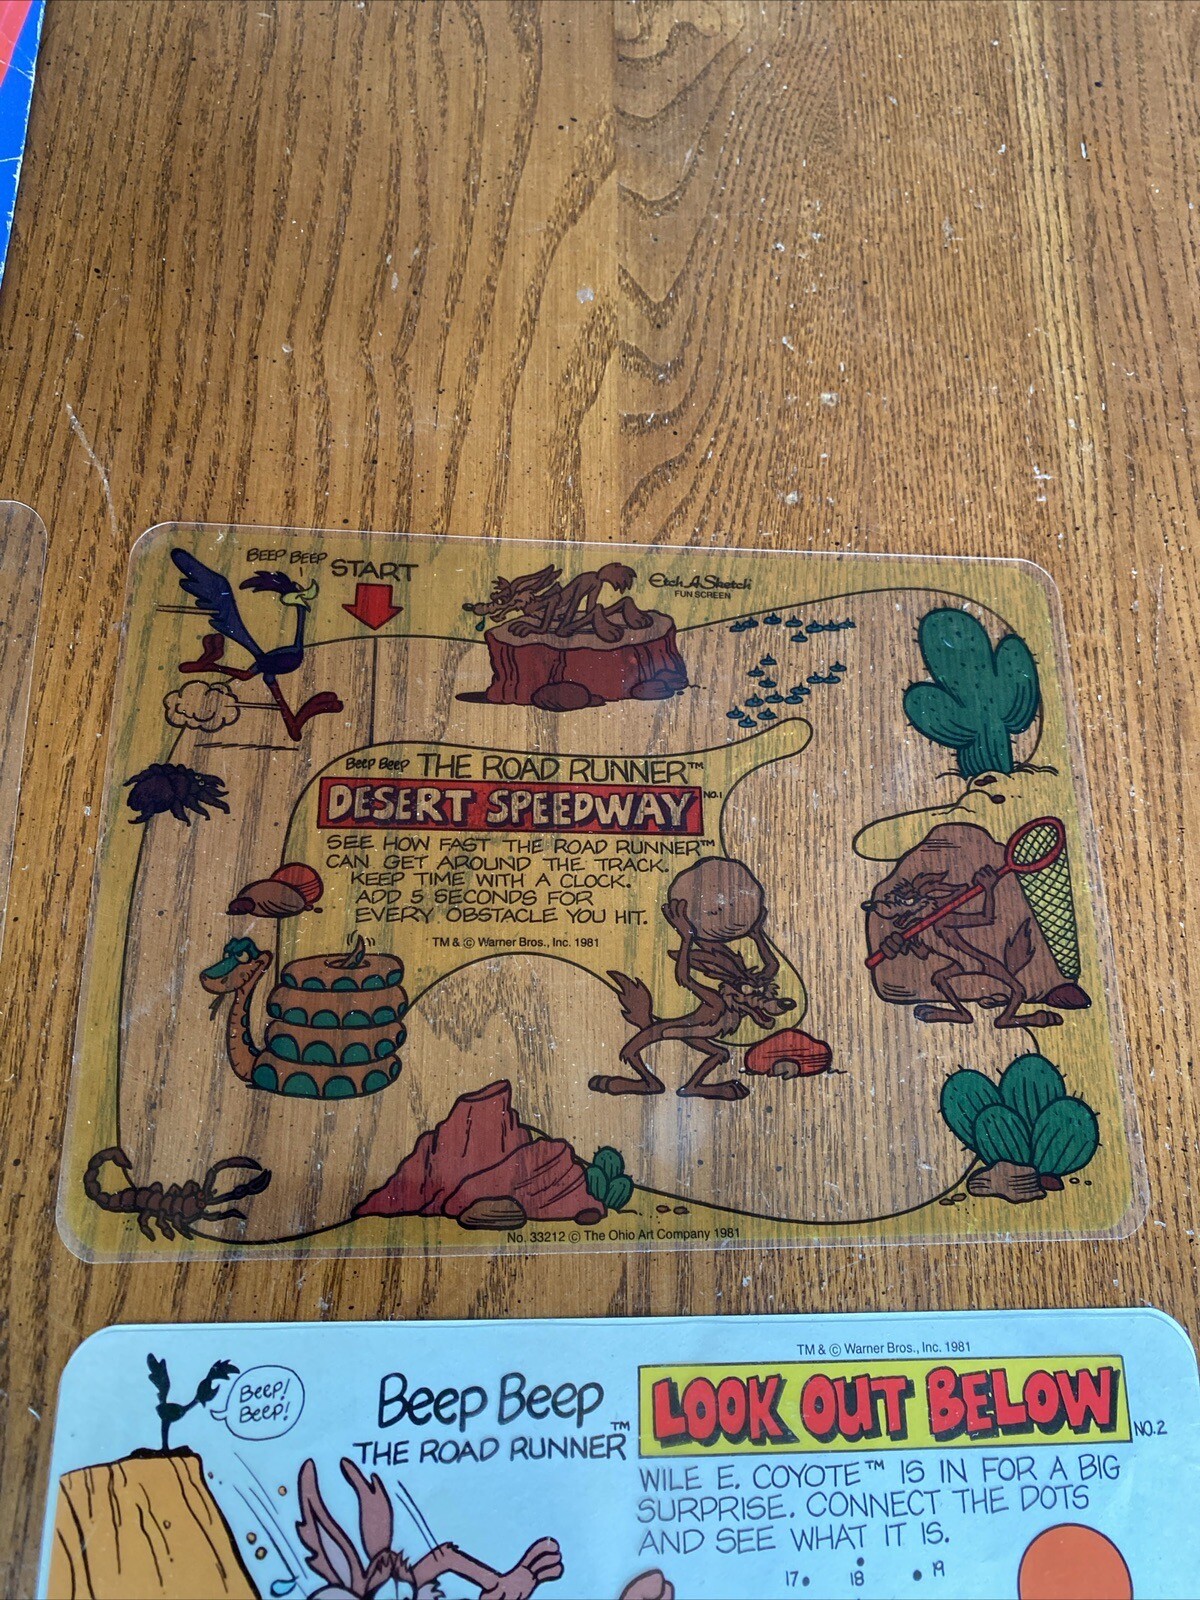 BEEP BEEP START
Etch A Sketch
FUN SCREEN
BEEP BEEP THE ROAD RUNNER™
DESERT SPEEDWAY NO.1
SEE HOW FAST THE ROAD RUNNER™
CAN GET AROUND THE TRACK.
KEEP TIME WITH A CLOCK.
ADD 5 SECONDS FOR
EVERY OBSTACLE YOU HIT.
TM & © Warner Bros., Inc. 1981
No. 33212 © The Ohio Art Company 1981
TM & © Warner Bros., Inc. 1981
BEEP!
BEEP!
Beep Beep
THE ROAD RUNNER™
LOOK OUT BELOW NO.2
WILE E. COYOTE™ IS IN FOR A BIG
SURPRISE. CONNECT THE DOTS
AND SEE WHAT IT IS.
17 18 19